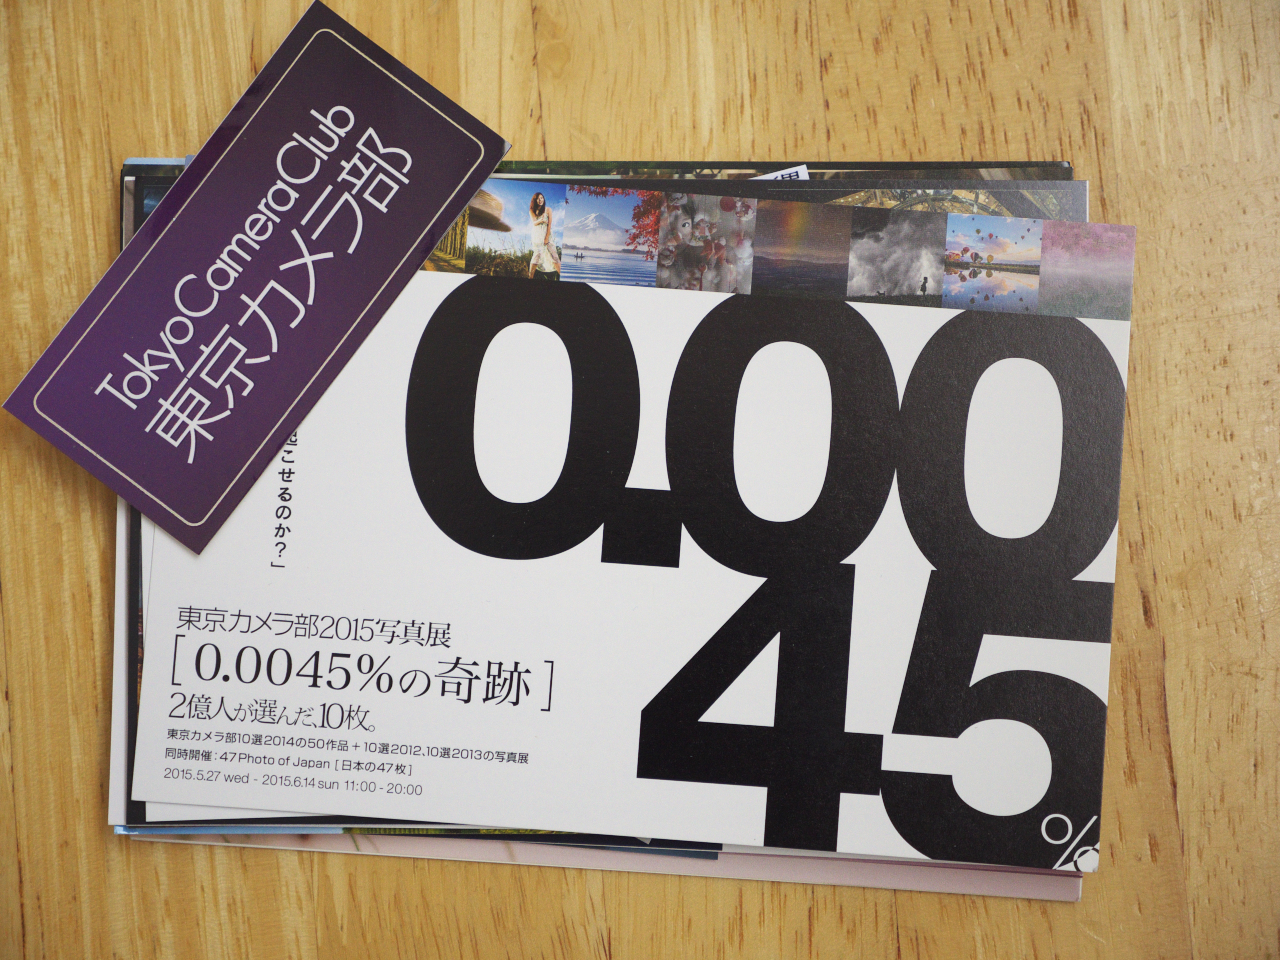 Tokyo Camera Club
東京カメラ部
こせるのか?」
0.00
45
%
東京カメラ部2015写真展
[0.0045%の奇跡]
2億人が選んだ、10枚。
東京カメラ部10選2014の50作品+10選2012、10選2013の写真展
同時開催:47 Photo of Japan [日本の47枚]
2015.5.27 wed - 2015.6.14 sun 11:00 - 20:00